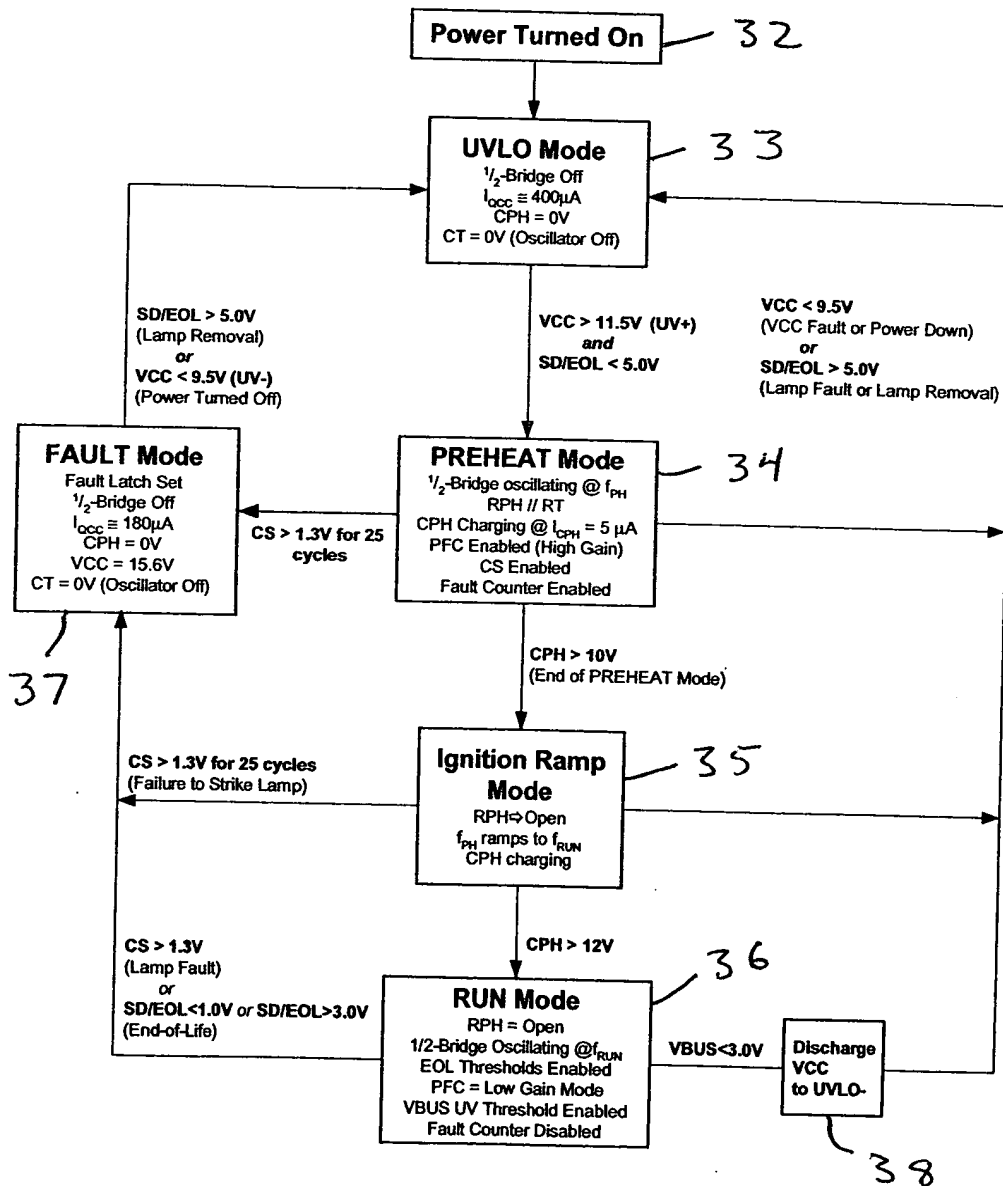 Power Turned On
32
UVLO Mode
33
1/2-Bridge Off
IQCC ≅ 400µA
CPH = 0V
CT = 0V (Oscillator Off)
SD/EOL > 5.0V
(Lamp Removal)
or
VCC < 9.5V (UV-)
(Power Turned Off)
VCC > 11.5V (UV+)
and
SD/EOL < 5.0V
VCC < 9.5V
(VCC Fault or Power Down)
or
SD/EOL > 5.0V
(Lamp Fault or Lamp Removal)
FAULT Mode
Fault Latch Set
1/2-Bridge Off
IQCC ≅ 180µA
CPH = 0V
VCC = 15.6V
CT = 0V (Oscillator Off)
37
CS > 1.3V for 25
cycles
PREHEAT Mode
34
1/2-Bridge oscillating @ fPH
RPH // RT
CPH Charging @ ICPH = 5 µA
PFC Enabled (High Gain)
CS Enabled
Fault Counter Enabled
CPH > 10V
(End of PREHEAT Mode)
Ignition Ramp
Mode
35
RPH⇨Open
fPH ramps to fRUN
CPH charging
CS > 1.3V for 25 cycles
(Failure to Strike Lamp)
CPH > 12V
CS > 1.3V
(Lamp Fault)
or
SD/EOL<1.0V or SD/EOL>3.0V
(End-of-Life)
RUN Mode
36
RPH = Open
1/2-Bridge Oscillating @fRUN
EOL Thresholds Enabled
PFC = Low Gain Mode
VBUS UV Threshold Enabled
Fault Counter Disabled
VBUS<3.0V
Discharge
VCC
to UVLO-
38